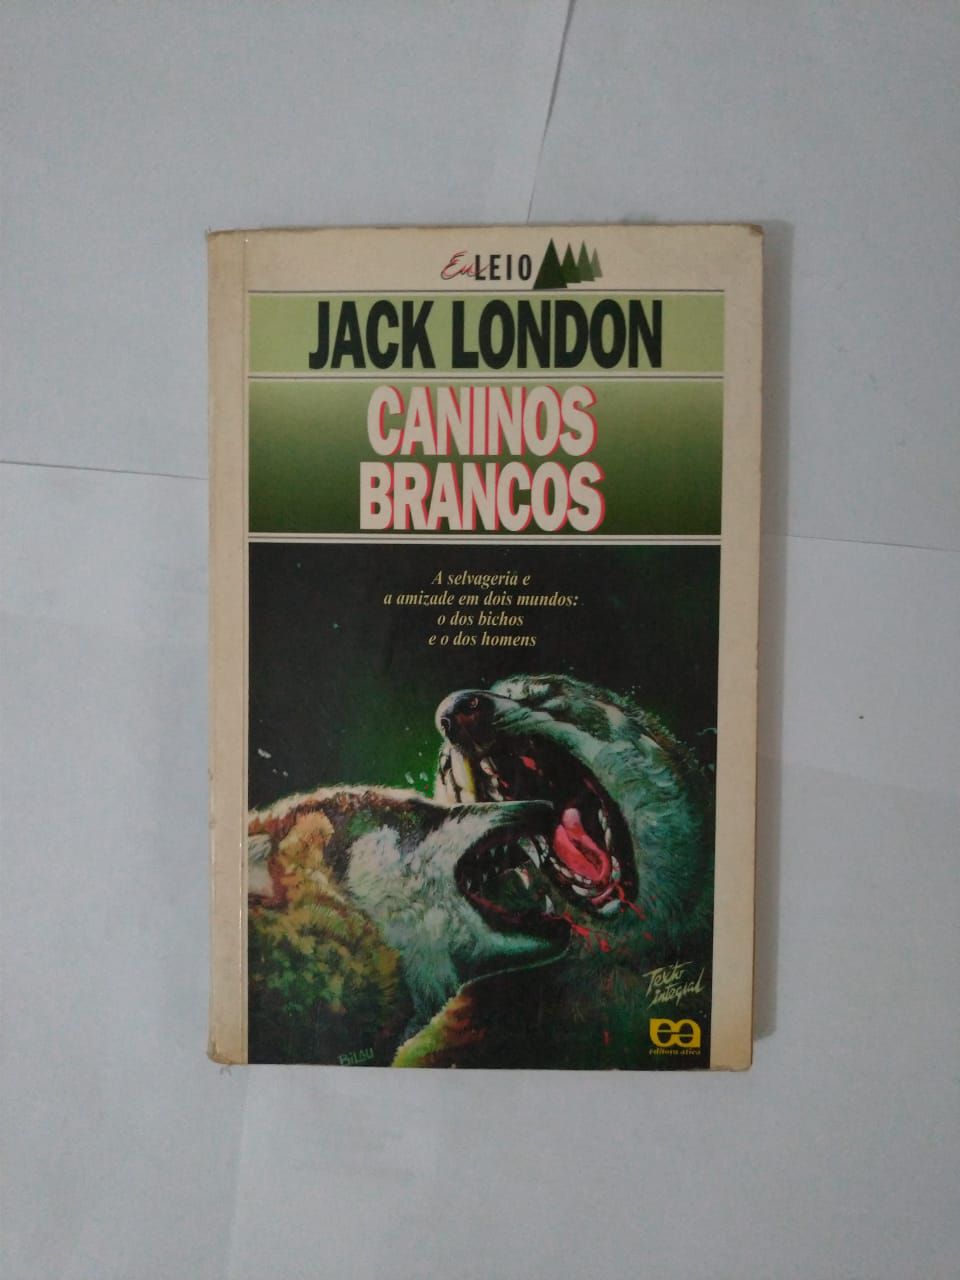 Eu LEIO
JACK LONDON
CANINOS
BRANCOS
A selvageria e
a amizade em dois mundos:
o dos bichos
e o dos homens
Texto
integral
BiLAU
editora ática